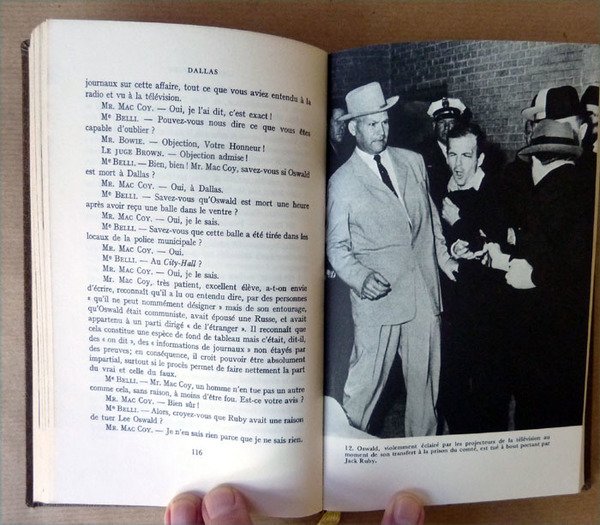 DALLAS
journaux sur cette affaire, tout ce que vous aviez entendu à la
radio et vu à la télévision.
MR. MAC COY. — Oui, je l'ai dit, c'est exact !
Mᵉ BELLI. — Pouvez-vous nous dire ce que vous êtes
capable d'oublier ?
MR. BOWIE. — Objection, Votre Honneur !
LE JUGE BROWN. — Objection admise !
Mᵉ BELLI. — Bien, bien ! Mr. Mac Coy, savez-vous si Oswald
est mort à Dallas ?
MR. MAC COY. — Oui, à Dallas.
Mᵉ BELLI. — Savez-vous qu'Oswald est mort une heure
après avoir reçu une balle dans le ventre ?
MR. MAC COY. — Oui, je le sais.
Mᵉ BELLI. — Savez-vous que cette balle a été tirée dans les
locaux de la police municipale ?
MR. MAC COY. — Oui.
Mᵉ BELLI. — Au City-Hall ?
MR. MAC COY. — Oui, je le sais.
Mr. Mac Coy, très patient, excellent élève, a-t-on envie
d'écrire, reconnaît qu'il a lu ou entendu dire, par des personnes
« qu'il ne peut nommément désigner » mais de son entourage,
qu'Oswald était communiste, avait épousé une Russe, et avait
appartenu à un parti dirigé « de l'étranger ». Il reconnaît que
cela constitue une espèce de fond de tableau mais c'était, dit-il,
des « on dit », des « informations de journaux » non étayés par
des preuves; en conséquence, il croit pouvoir être absolument
impartial, surtout si le procès permet de faire nettement la part
du vrai et celle du faux.
Mᵉ BELLI. — Mr. Mac Coy, un homme n'en tue pas un autre
comme cela, sans raison, à moins d'être fou. Est-ce votre avis ?
MR. MAC COY. — Bien sûr !
Mᵉ BELLI. — Alors, croyez-vous que Ruby avait une raison
de tuer Lee Oswald ?
MR. MAC COY. — Je n'en sais rien parce que je ne sais rien,
116
12. Oswald, violemment éclairé par les projecteurs de la télévision au
moment de son transfert à la prison du comté, est tué à bout portant par
Jack Ruby.